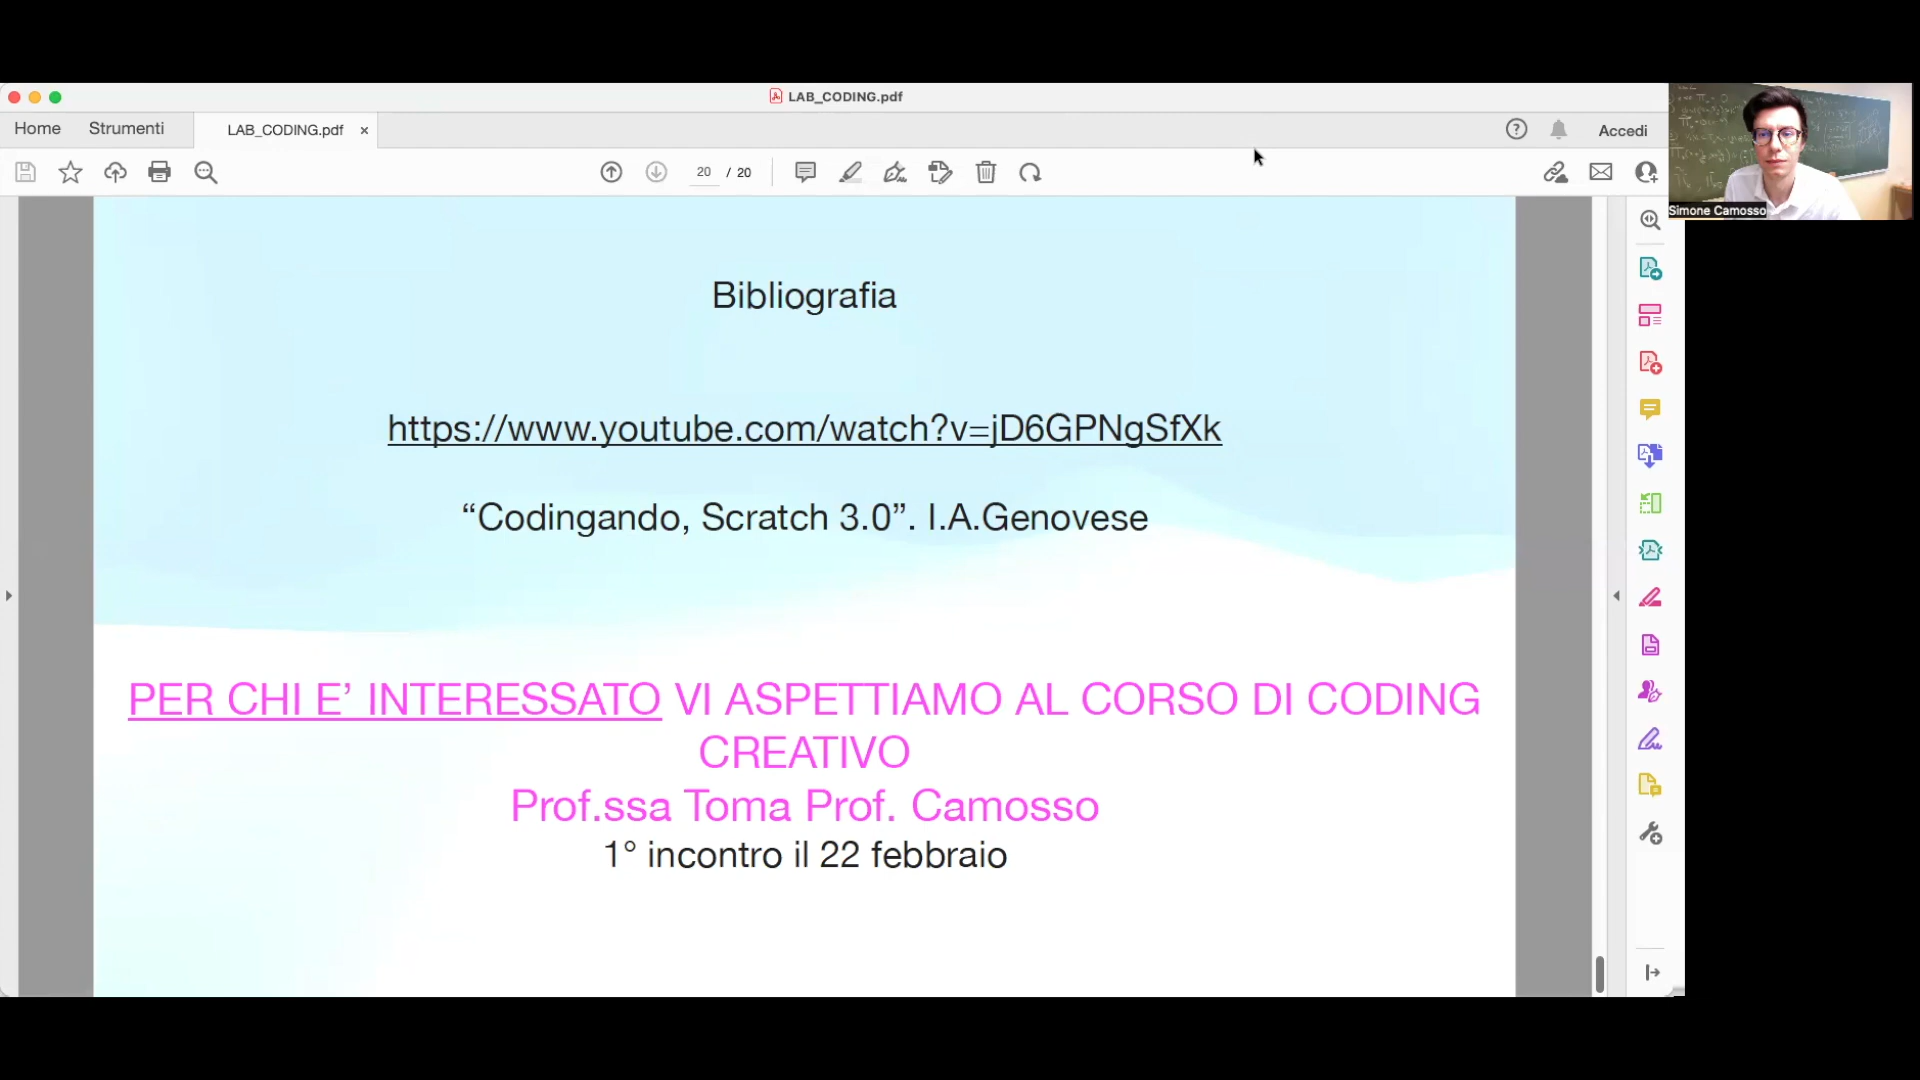 LAB_CODING.pdf
Home Strumenti LAB_CODING.pdf ×
Accedi
20 / 20
Simone Camosso
Bibliografia
https://www.youtube.com/watch?v=jD6GPNgSfXk
“Codingando, Scratch 3.0”. I.A.Genovese
PER CHI E’ INTERESSATO VI ASPETTIAMO AL CORSO DI CODING
CREATIVO
Prof.ssa Toma Prof. Camosso
1° incontro il 22 febbraio